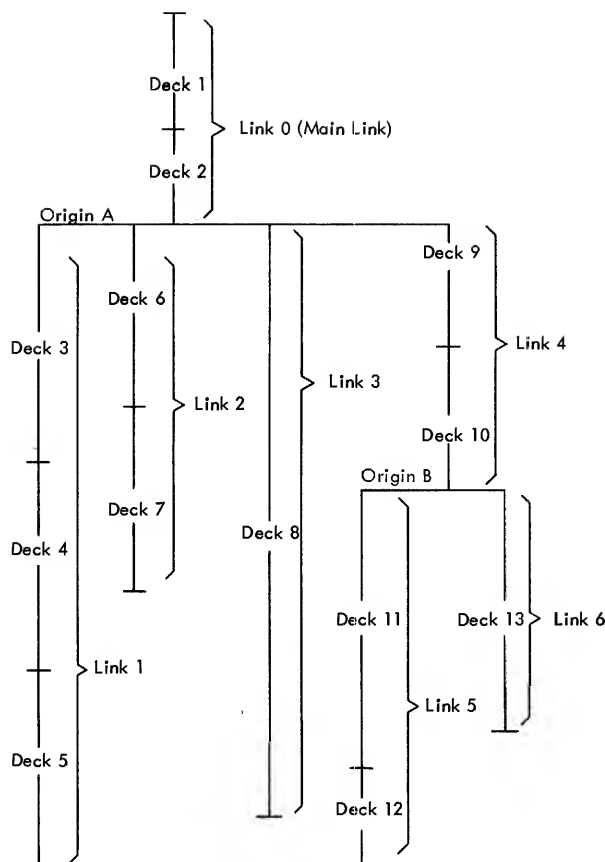 Deck 1
Link 0 (Main Link)
Deck 2
Origin A
Deck 9
Deck 6
Deck 3
Link 4
Link 3
Link 2
Deck 10
Origin B
Deck 7
Deck 8
Deck 4
Deck 11
Deck 13
Link 6
Link 1
Link 5
Deck 5
Deck 12